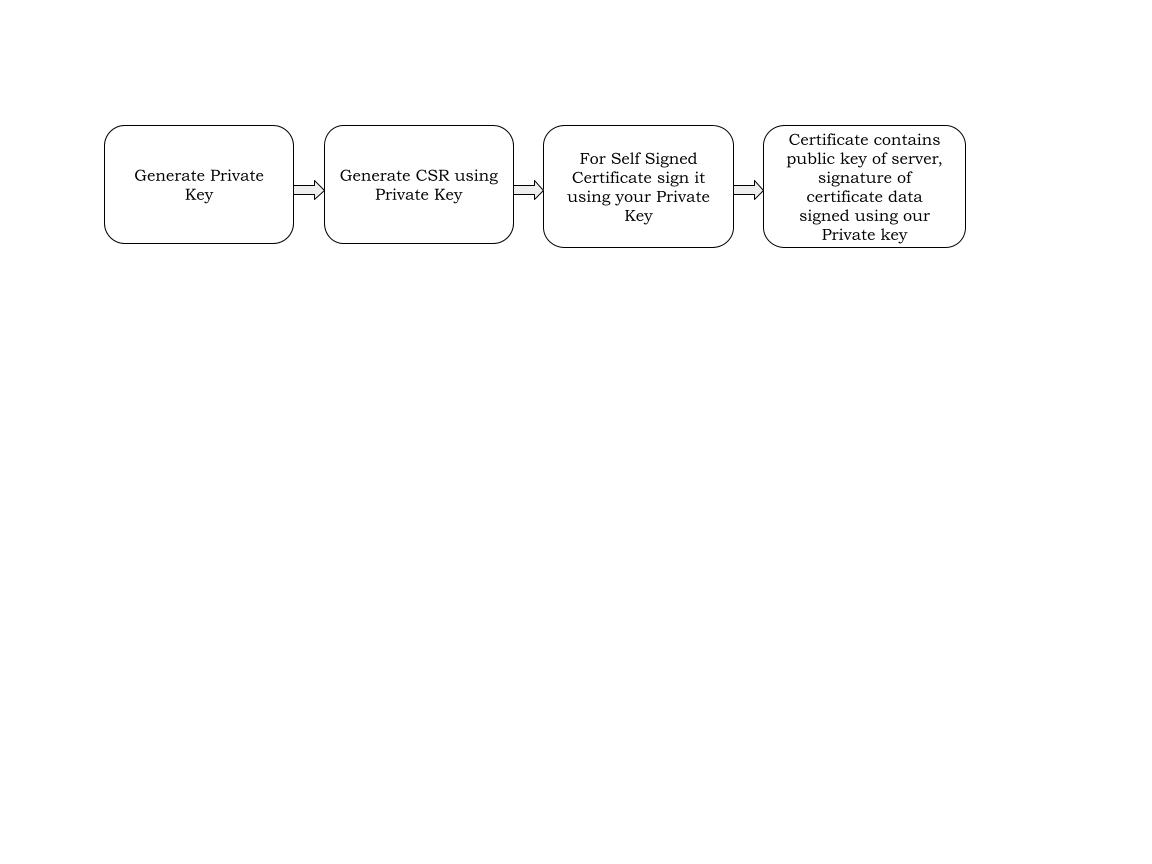 Generate Private
Key
Generate CSR using
Private Key
For Self Signed
Certificate sign it
using your Private
Key
Certificate contains
public key of server,
signature of
certificate data
signed using our
Private key